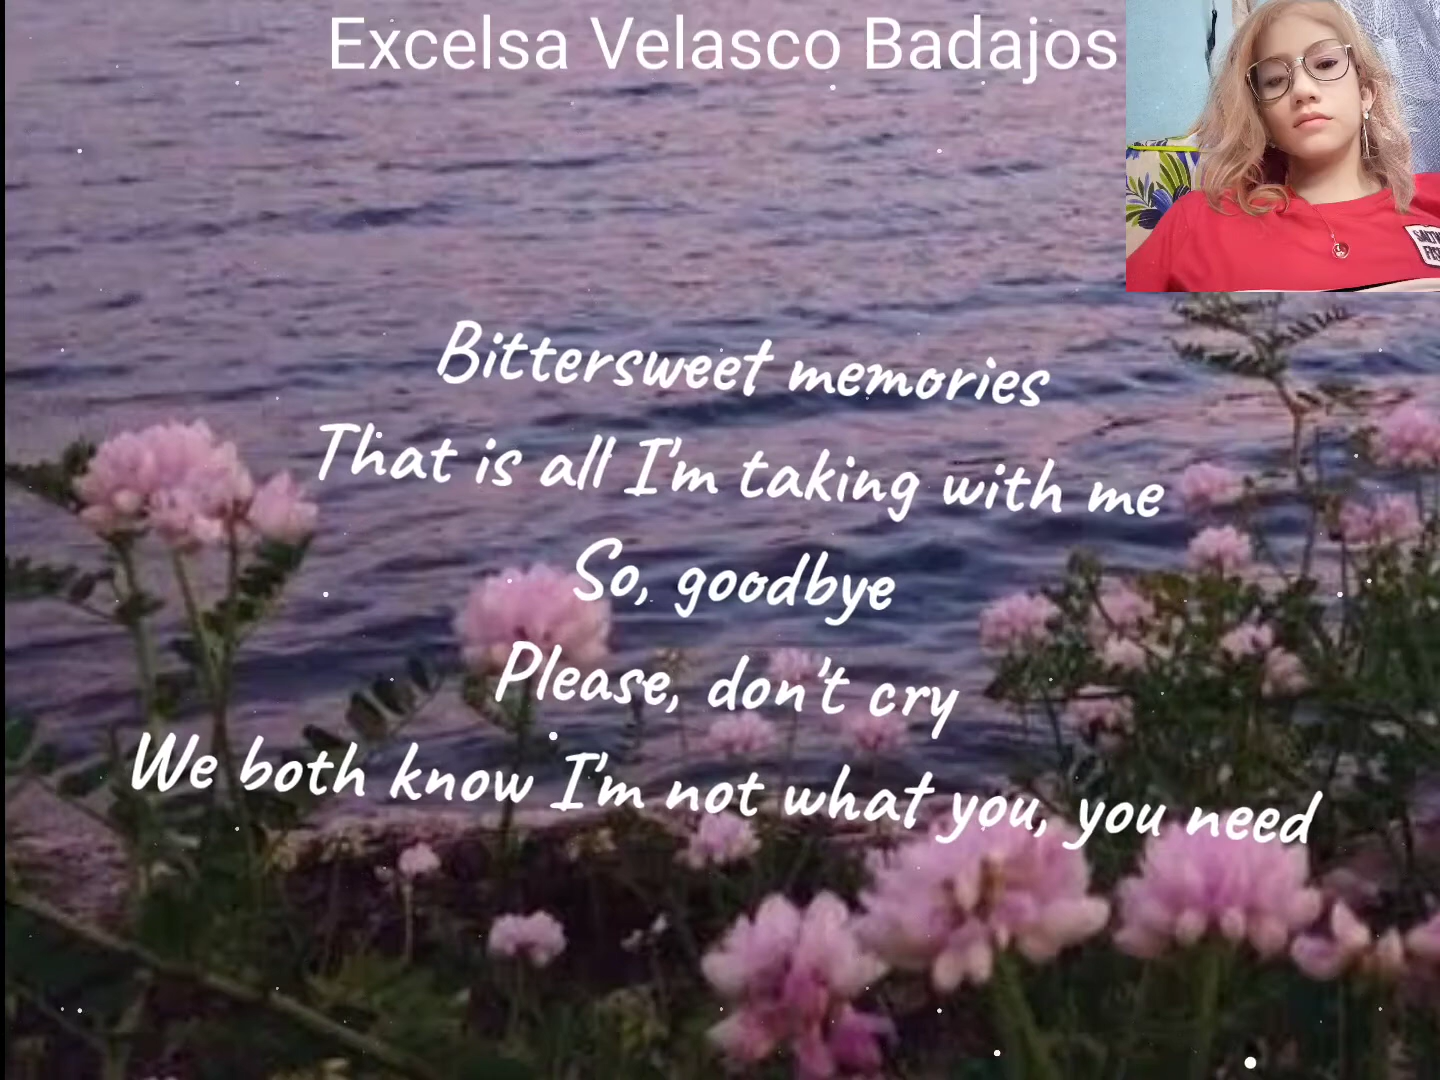 Excelsa Velasco Badajos
Bittersweet memories
That is all I'm taking with me
So, goodbye
Please, don't cry
We both know I'm not what you, you need